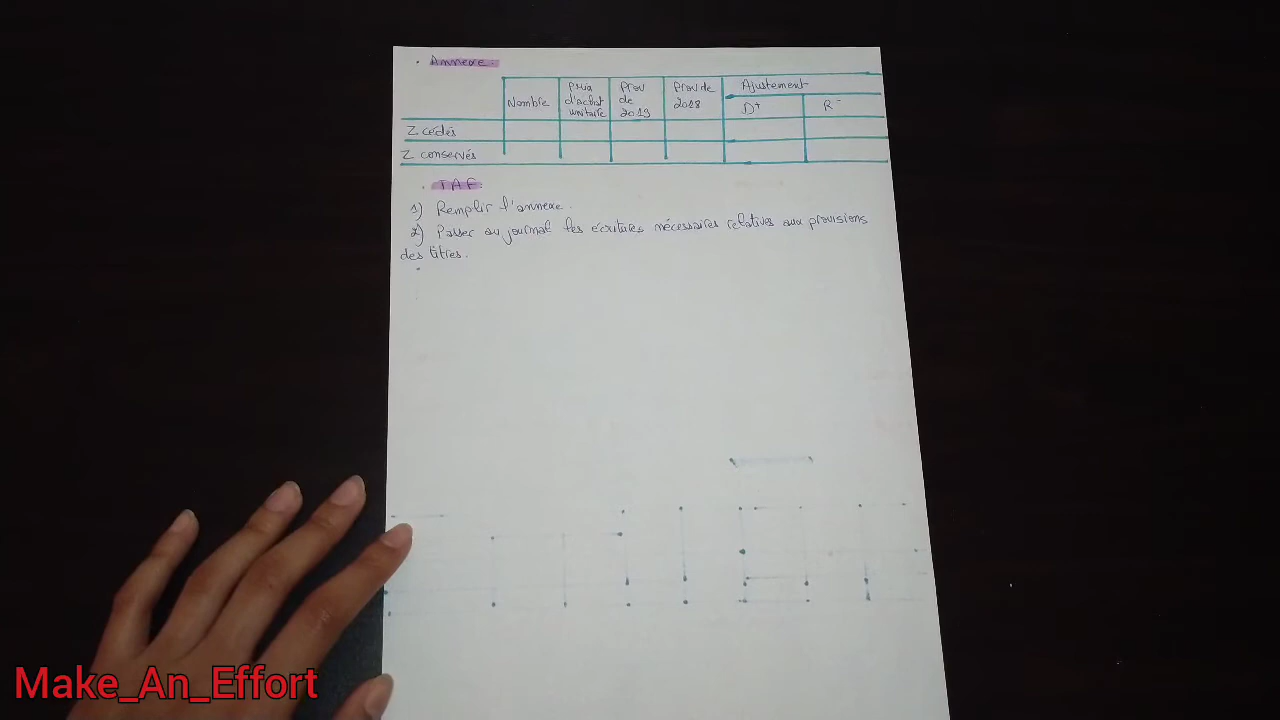 . Annexe.
Nombre
Prix d'achat unitaire
Prov de 2019
Prov de 2018
Ajustement
D+
R-
Z cédés
Z conservés
. TAF.
1) Remplir l'annexe.
2) Passer au journal les écritures nécessaires relatives aux provisions
des titres.
Make_An_Effort